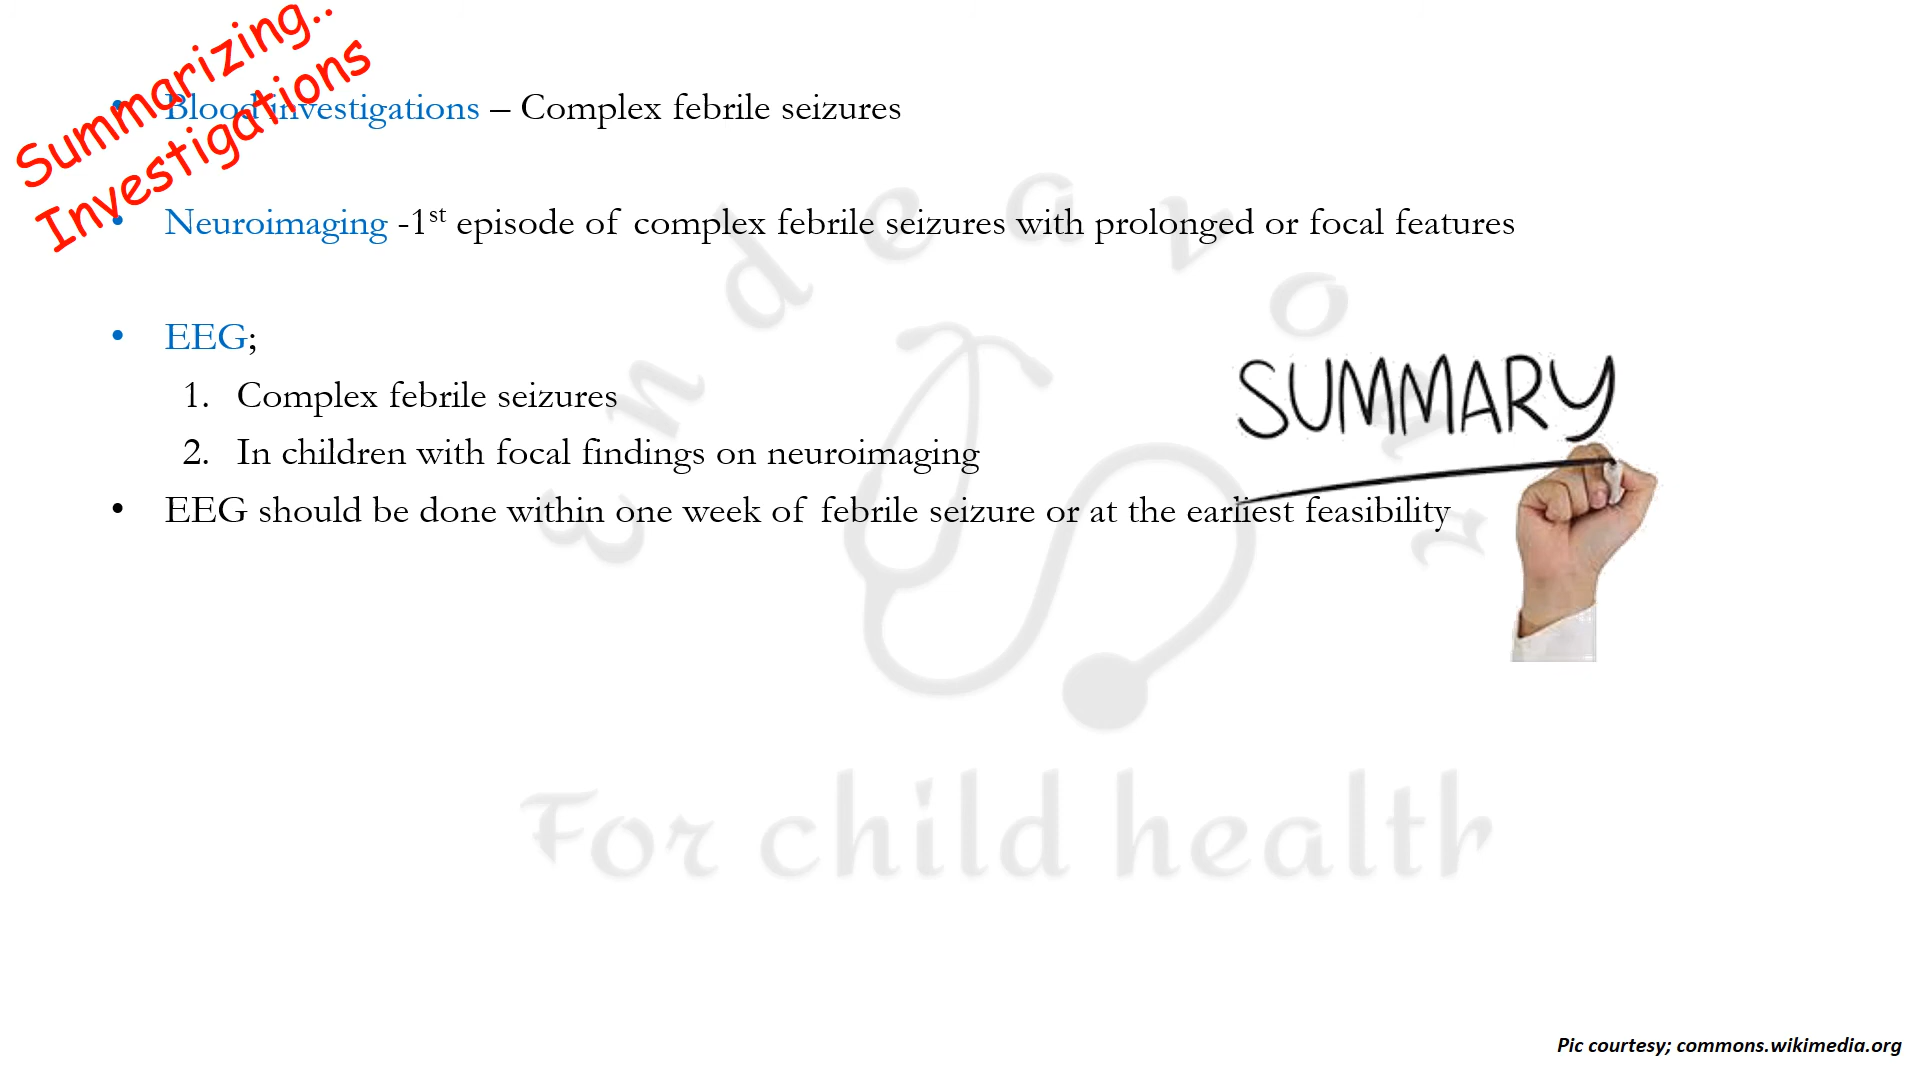 Summarizing..
Investigations
• Blood investigations – Complex febrile seizures
• Neuroimaging -1st episode of complex febrile seizures with prolonged or focal features
• EEG;
1. Complex febrile seizures
2. In children with focal findings on neuroimaging
• EEG should be done within one week of febrile seizure or at the earliest feasibility
SUMMARY
Endeavour
For child health
Pic courtesy; commons.wikimedia.org